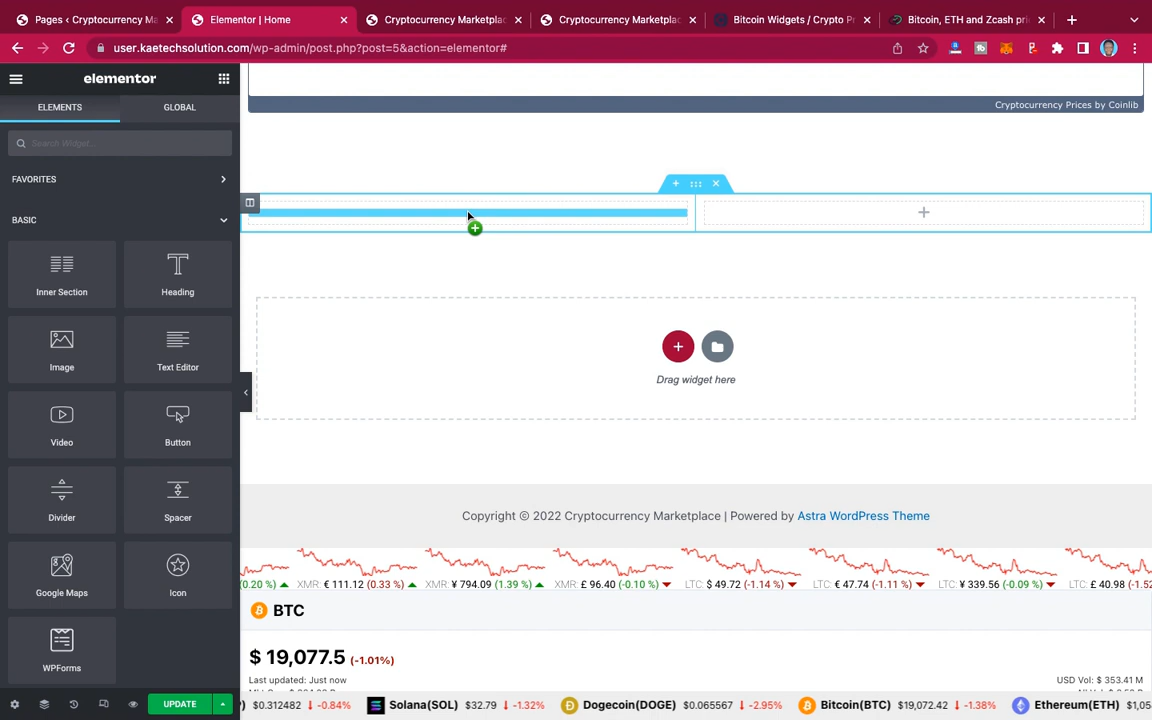 Pages ‹ Cryptocurrency Ma
Elementor | Home
Cryptocurrency Marketplac
Cryptocurrency Marketplac
Bitcoin Widgets / Crypto P
Bitcoin, ETH and Zcash pri
user.kaetechsolution.com/wp-admin/post.php?post=5&action=elementor#
elementor
ELEMENTS
GLOBAL
Search Widget...
FAVORITES
BASIC
Inner Section
Heading
Image
Text Editor
Video
Button
Divider
Spacer
Google Maps
Icon
WPForms
UPDATE
Cryptocurrency Prices by Coinlib
Drag widget here
Copyright © 2022 Cryptocurrency Marketplace | Powered by Astra WordPress Theme
(0.20 %) XMR: € 111.12 (0.33 %) XMR: ¥ 794.09 (1.39 %) XMR: £ 96.40 (-0.10 %) LTC: $ 49.72 (-1.14 %) LTC: € 47.74 (-1.11 %) LTC: ¥ 339.56 (-0.09 %) LTC: £ 40.98 (-1.52
BTC
$ 19,077.5 (-1.01%)
Last updated: Just now
USD Vol: $ 353.41 M
) $0.312482 ↓ -0.84% Solana(SOL) $32.79 ↓ -1.32% Dogecoin(DOGE) $0.065567 ↓ -2.95% Bitcoin(BTC) $19,072.42 ↓ -1.38% Ethereum(ETH) $1,05